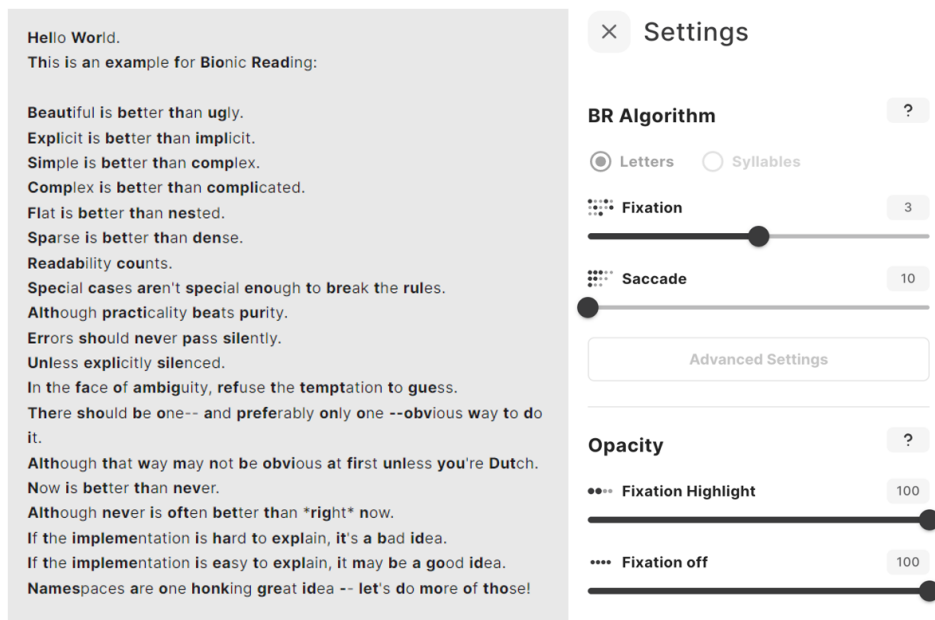 Hello World.
This is an example for Bionic Reading:
Beautiful is better than ugly.
Explicit is better than implicit.
Simple is better than complex.
Complex is better than complicated.
Flat is better than nested.
Sparse is better than dense.
Readability counts.
Special cases aren't special enough to break the rules.
Although practicality beats purity.
Errors should never pass silently.
Unless explicitly silenced.
In the face of ambiguity, refuse the temptation to guess.
There should be one-- and preferably only one --obvious way to do
it.
Although that way may not be obvious at first unless you're Dutch.
Now is better than never.
Although never is often better than *right* now.
If the implementation is hard to explain, it's a bad idea.
If the implementation is easy to explain, it may be a good idea.
Namespaces are one honking great idea -- let's do more of those!
Settings
BR Algorithm ?
Letters Syllables
Fixation 3
Saccade 10
Advanced Settings
Opacity ?
Fixation Highlight 100
Fixation off 100